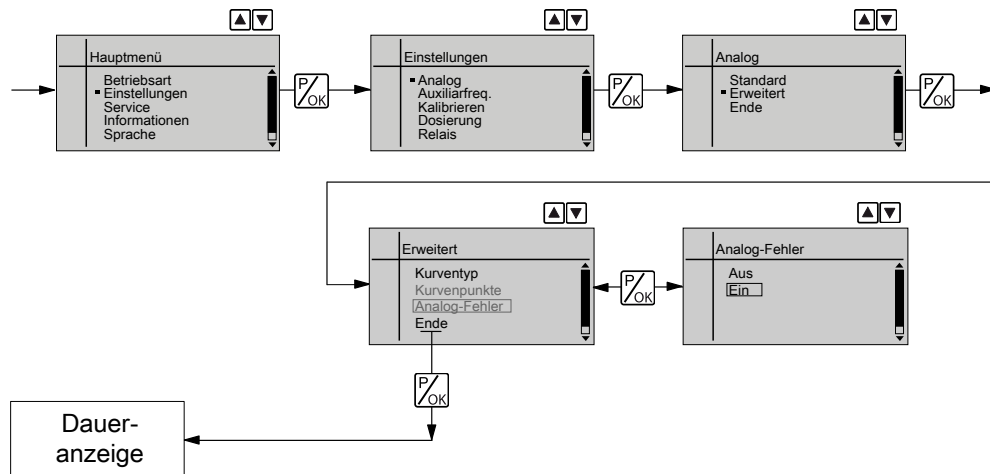 Hauptmenü
Betriebsart
Einstellungen
Service
Informationen
Sprache
P/OK
Einstellungen
Analog
Auxiliarfreq.
Kalibrieren
Dosierung
Relais
P/OK
Analog
Standard
Erweitert
Ende
P/OK
Erweitert
Kurventyp
Kurvenpunkte
Analog-Fehler
Ende
P/OK
Analog-Fehler
Aus
Ein
P/OK
Dauer-
anzeige